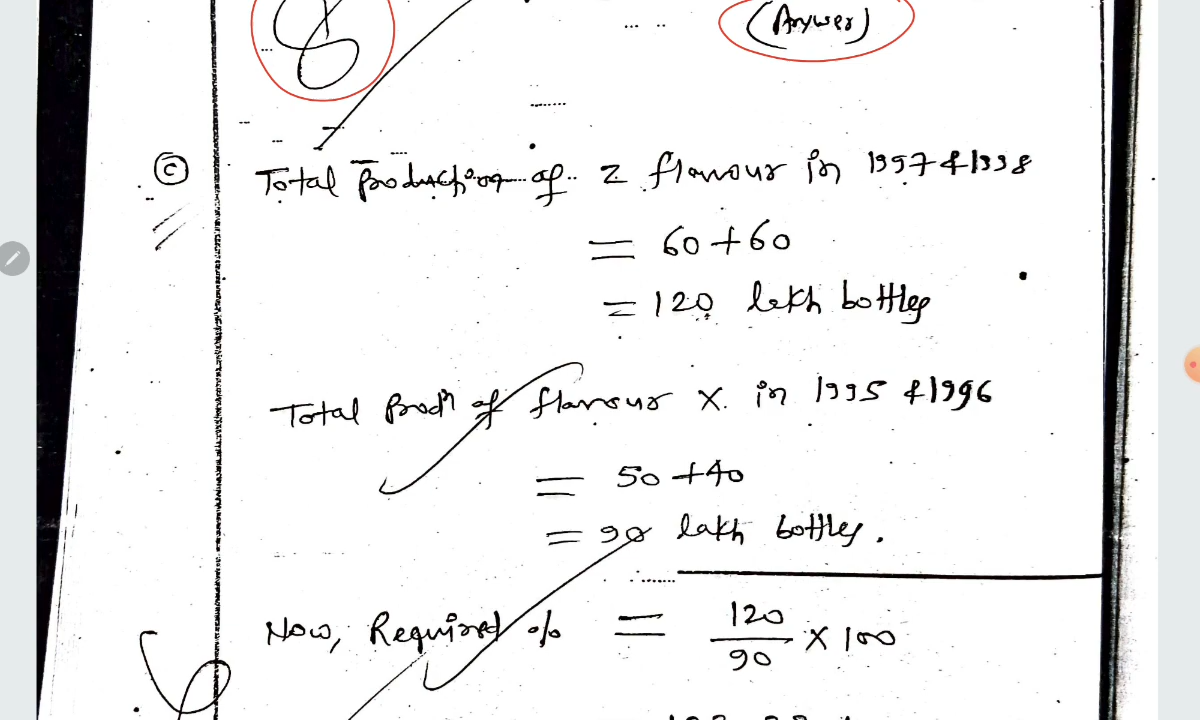 (Answer)
(c) Total Production of Z flavour in 1997 & 1998
= 60 + 60
= 120 lakh bottles
Total Prodn of flavour X in 1995 & 1996
= 50 + 40
= 90 lakh bottles.
Now, Required % = 120/90 × 100